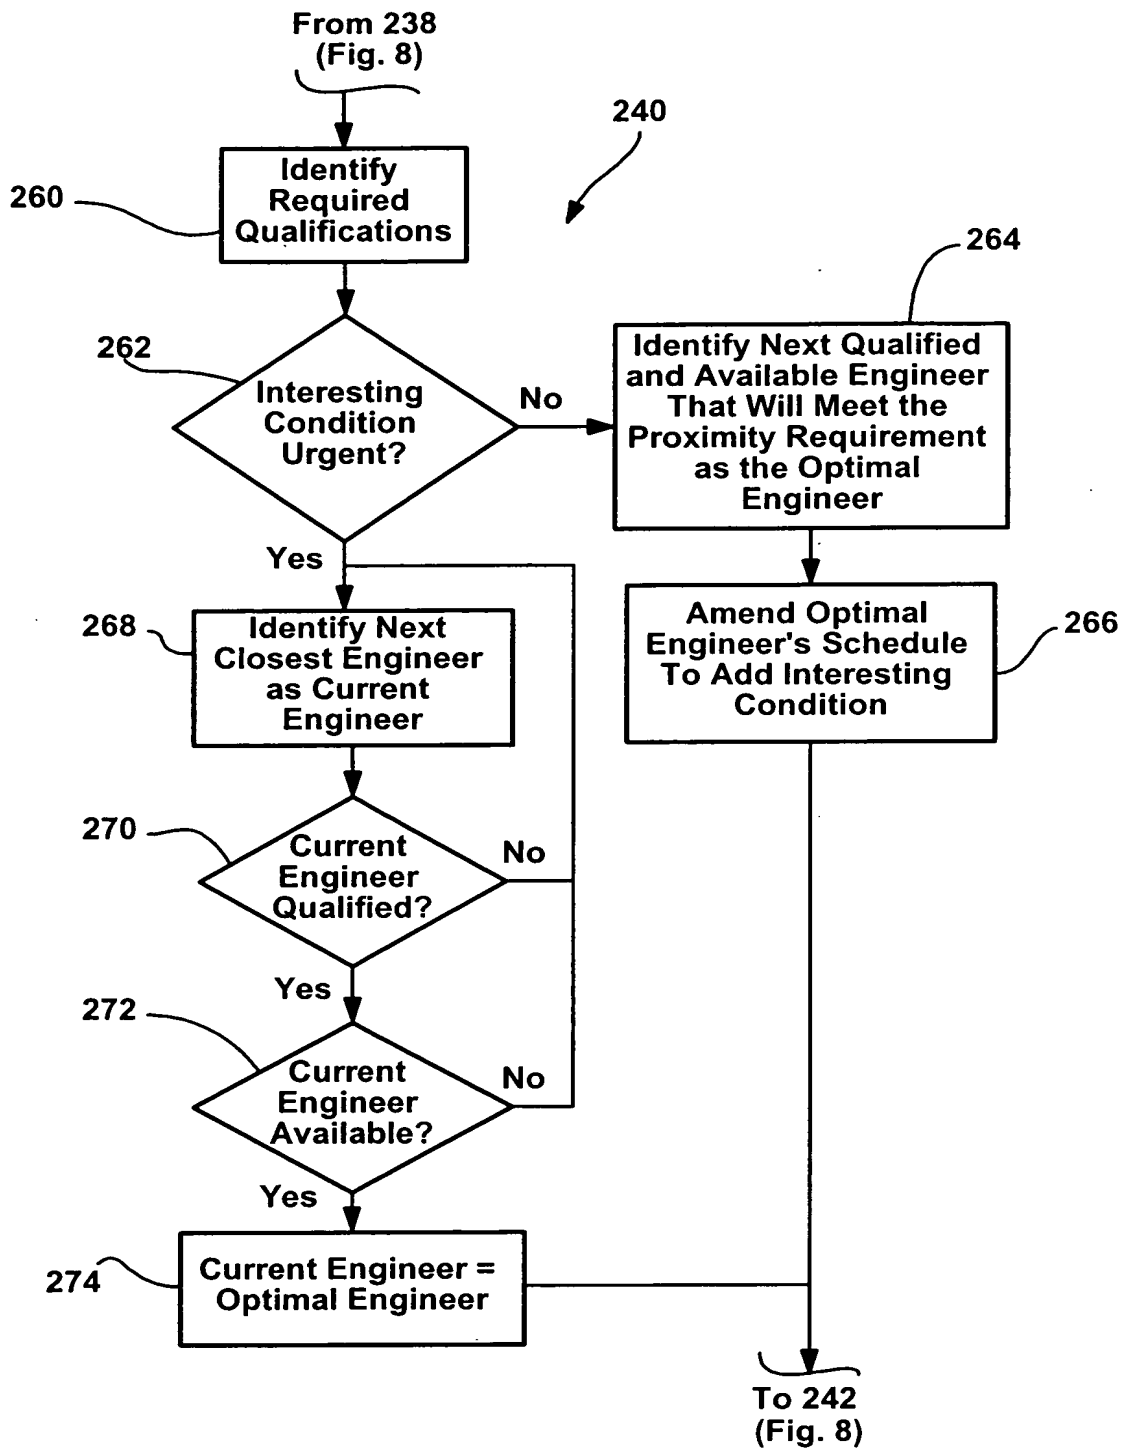 From 238
(Fig. 8)
240
Identify
Required
Qualifications
260
264
262
Interesting
Condition
Urgent?
No
Identify Next Qualified
and Available Engineer
That Will Meet the
Proximity Requirement
as the Optimal
Engineer
Yes
268
Identify Next
Closest Engineer
as Current
Engineer
Amend Optimal
Engineer's Schedule
To Add Interesting
Condition
266
270
Current
Engineer
Qualified?
No
Yes
272
Current
Engineer
Available?
No
Yes
274
Current Engineer =
Optimal Engineer
To 242
(Fig. 8)